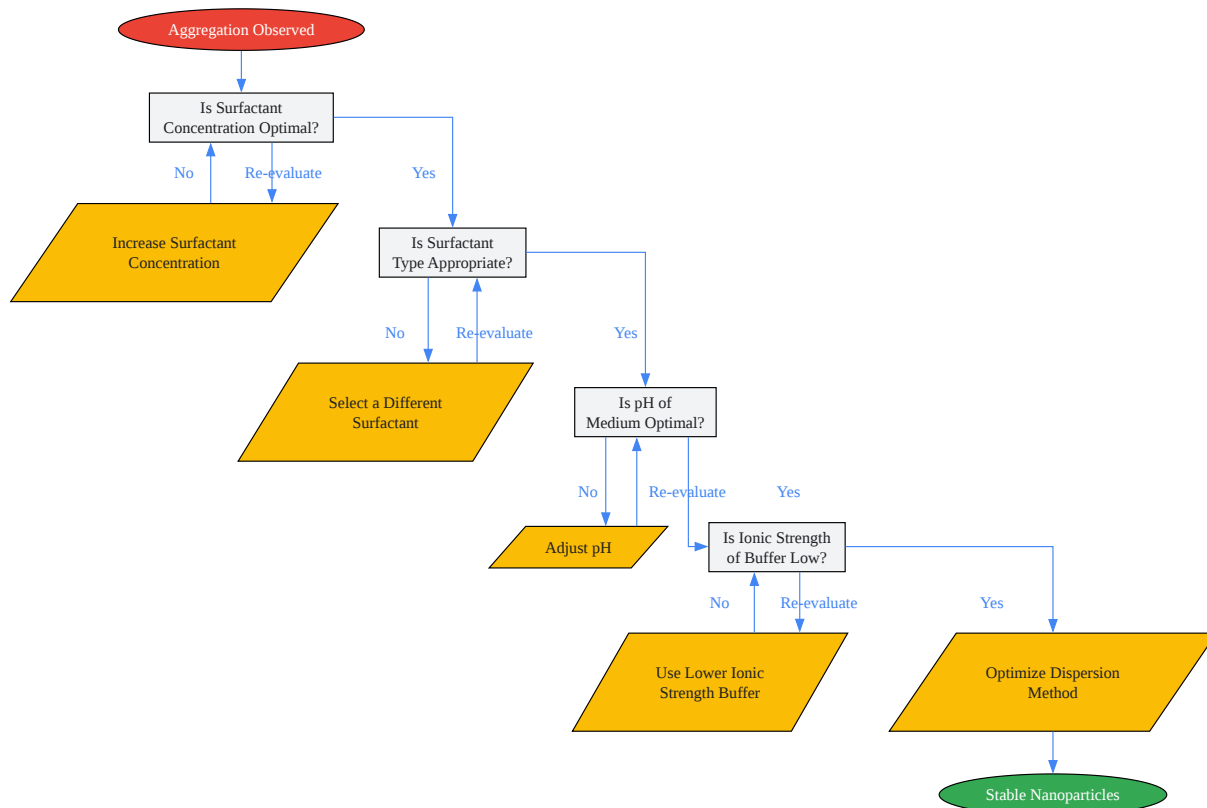 Aggregation Observed
Is Surfactant
Concentration Optimal?
No
Re-evaluate
Yes
Increase Surfactant
Concentration
Is Surfactant
Type Appropriate?
No
Re-evaluate
Yes
Select a Different
Surfactant
Is pH of
Medium Optimal?
No
Re-evaluate
Yes
Adjust pH
Is Ionic Strength
of Buffer Low?
No
Re-evaluate
Yes
Use Lower Ionic
Strength Buffer
Optimize Dispersion
Method
Stable Nanoparticles